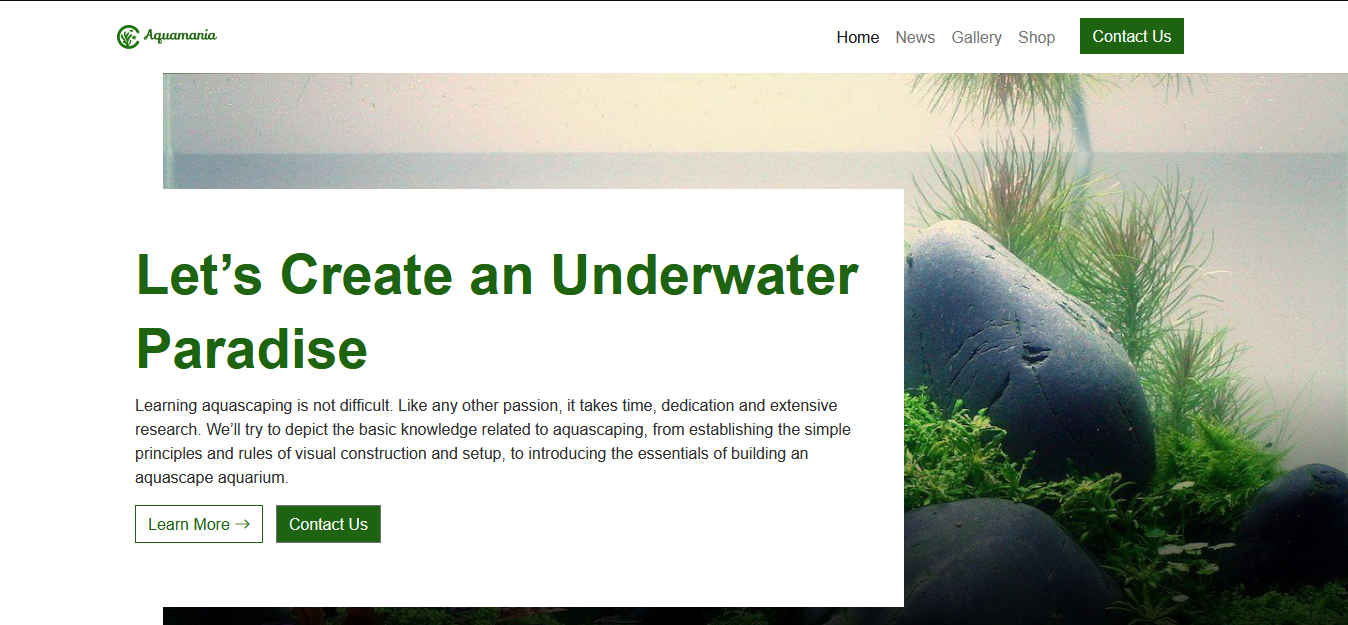 Aquamania
Home News Gallery Shop Contact Us
Let’s Create an Underwater
Paradise
Learning aquascaping is not difficult. Like any other passion, it takes time, dedication and extensive
research. We’ll try to depict the basic knowledge related to aquascaping, from establishing the simple
principles and rules of visual construction and setup, to introducing the essentials of building an
aquascape aquarium.
Learn More → Contact Us